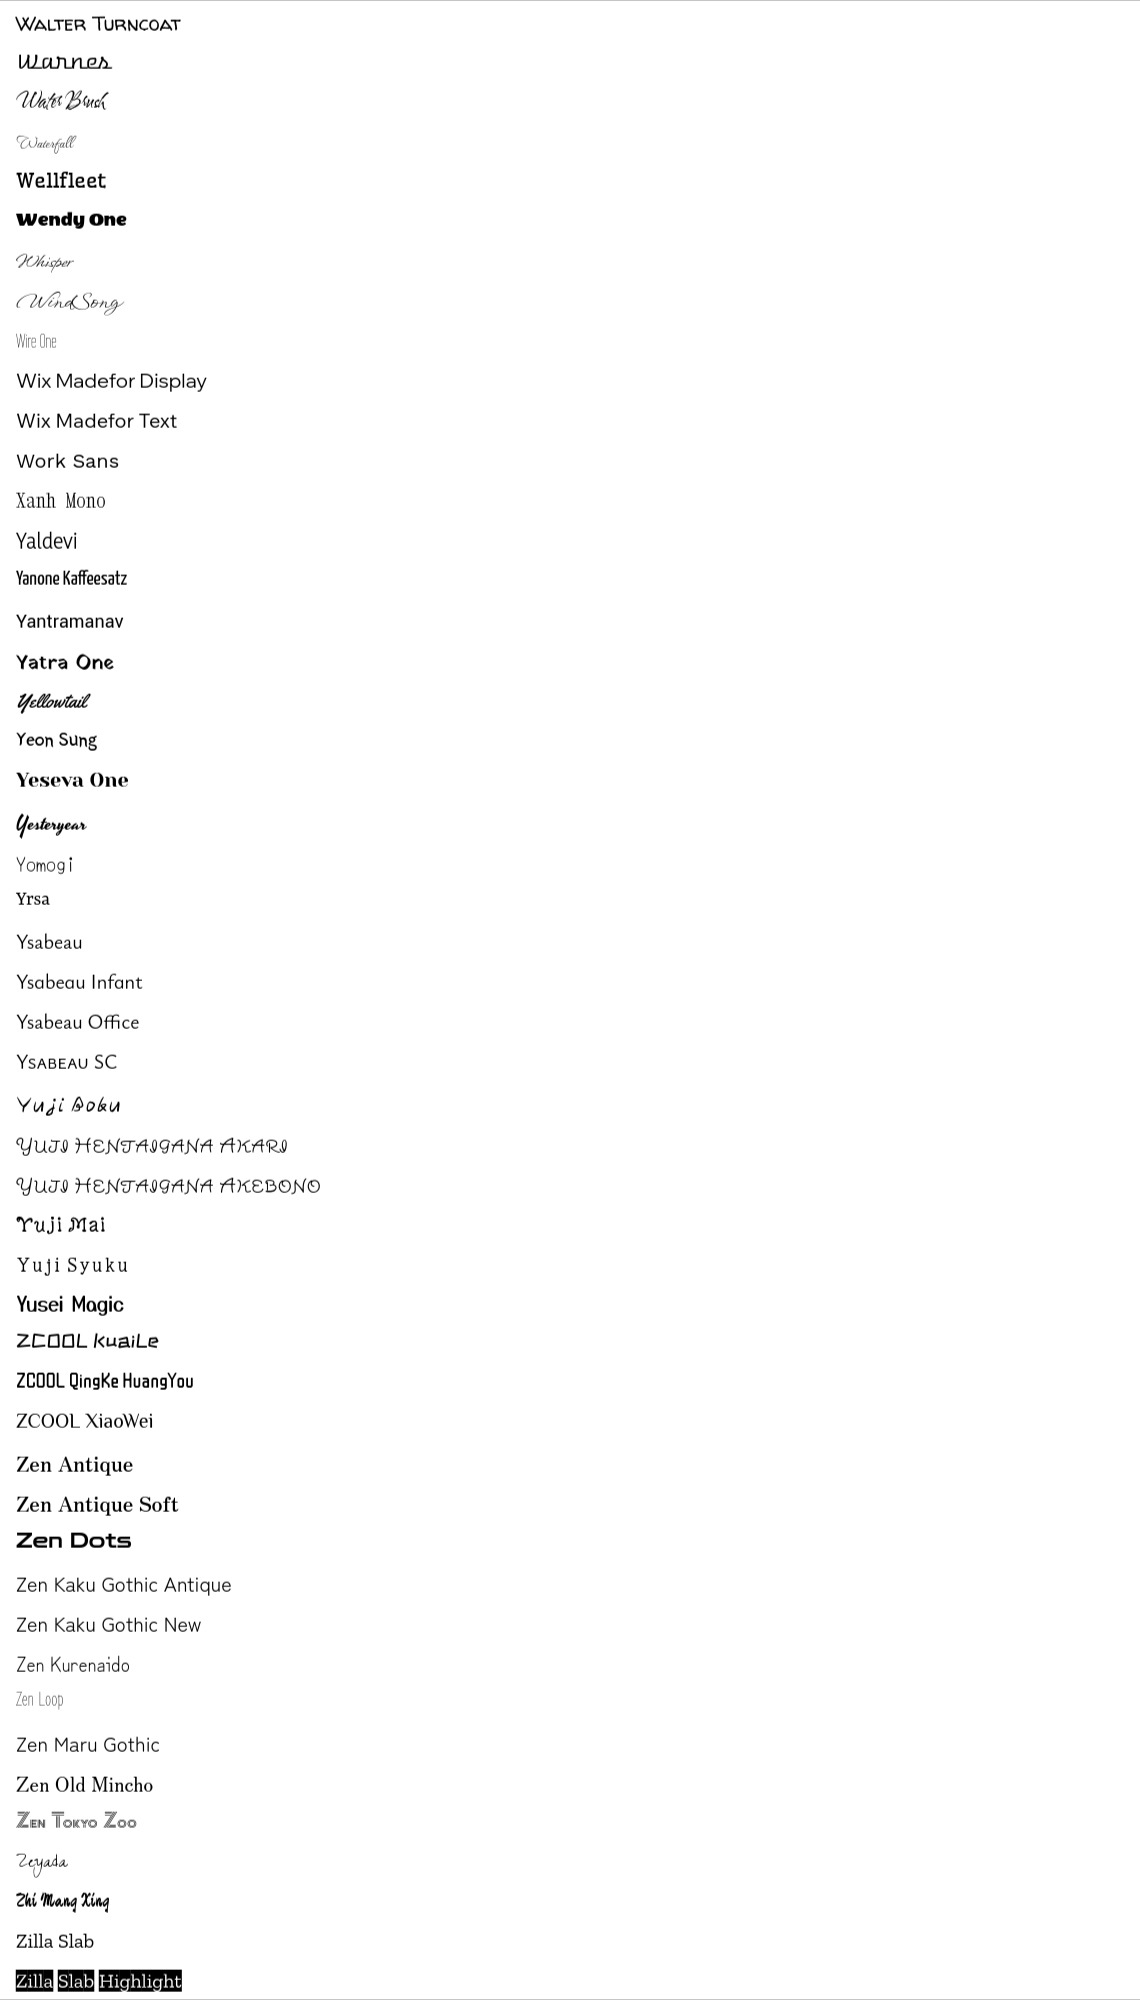 Walter Turncoat
Warnes
Water Brush
Waterfall
Wellfleet
Wendy One
Whisper
WindSong
Wire One
Wix Madefor Display
Wix Madefor Text
Work Sans
Xanh Mono
Yaldevi
Yanone Kaffeesatz
Yantramanav
Yatra One
Yellowtail
Yeon Sung
Yeseva One
Yesteryear
Yomogi
Yrsa
Ysabeau
Ysabeau Infant
Ysabeau Office
Ysabeau SC
Yuji Boku
YUJI HENTAIGANA AKARI
YUJI HENTAIGANA AKEBONO
Yuji Mai
Yuji Syuku
Yusei Magic
ZCOOL KuaiLe
ZCOOL QingKe HuangYou
ZCOOL XiaoWei
Zen Antique
Zen Antique Soft
Zen Dots
Zen Kaku Gothic Antique
Zen Kaku Gothic New
Zen Kurenaido
Zen Loop
Zen Maru Gothic
Zen Old Mincho
Zen Tokyo Zoo
Zeyada
Zhi Mang Xing
Zilla Slab
Zilla Slab Highlight